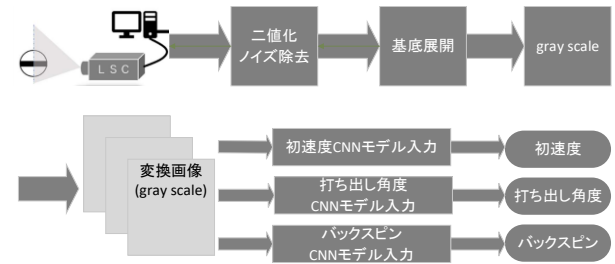 LSC
二値化
ノイズ除去
基底展開
gray scale
変換画像
(gray scale)
初速度CNNモデル入力
初速度
打ち出し角度
CNNモデル入力
打ち出し角度
バックスピン
CNNモデル入力
バックスピン